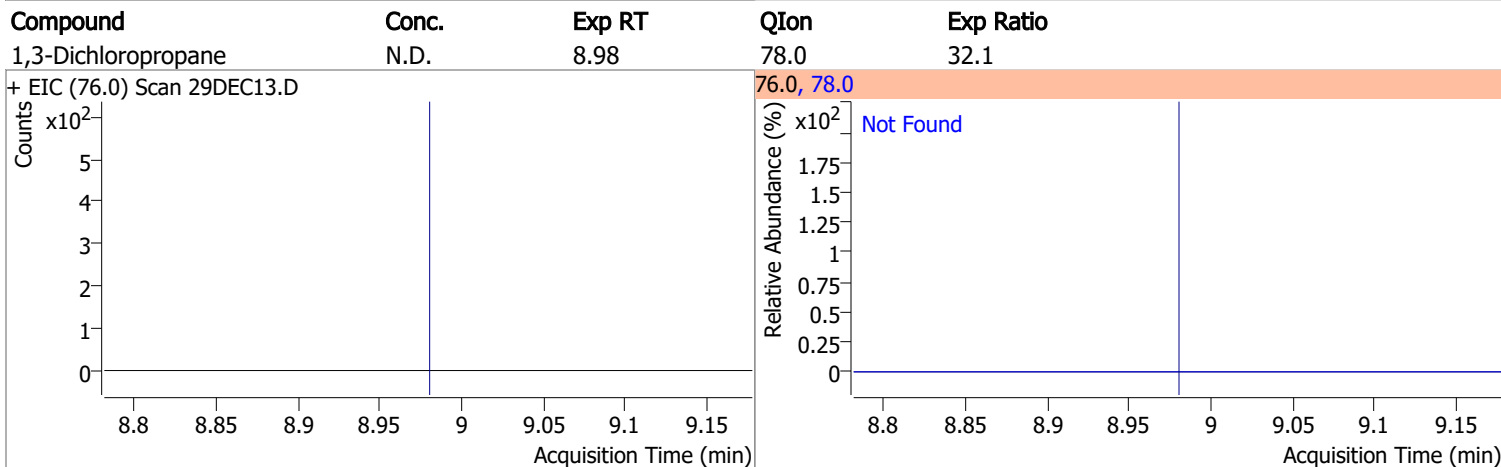 Compound Conc. Exp RT QIon Exp Ratio
1,3-Dichloropropane N.D. 8.98 78.0 32.1
+ EIC (76.0) Scan 29DEC13.D
Counts
x10²
5
4
3
2
1
0
8.8 8.85 8.9 8.95 9 9.05 9.1 9.15
Acquisition Time (min)
76.0, 78.0
Relative Abundance (%)
x10²
Not Found
1.75
1.5
1.25
1
0.75
0.5
0.25
0
8.8 8.85 8.9 8.95 9 9.05 9.1 9.15
Acquisition Time (min)